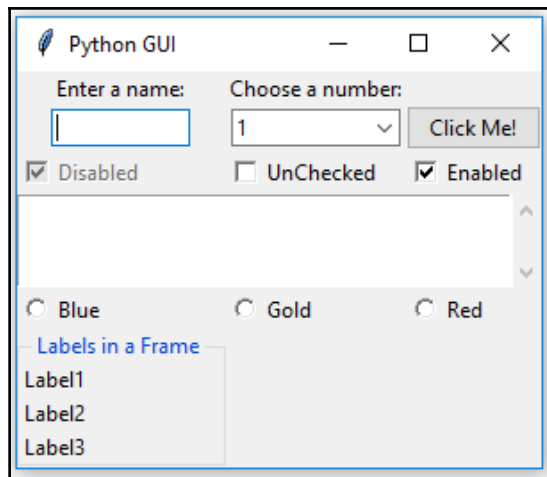 Python GUI
Enter a name: Choose a number:
1 Click Me!
Disabled UnChecked Enabled
Blue Gold Red
Labels in a Frame
Label1
Label2
Label3